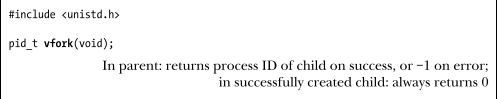 #include <unistd.h>
pid_t vfork(void);
In parent: returns process ID of child on success, or −1 on error;
in successfully created child: always returns 0